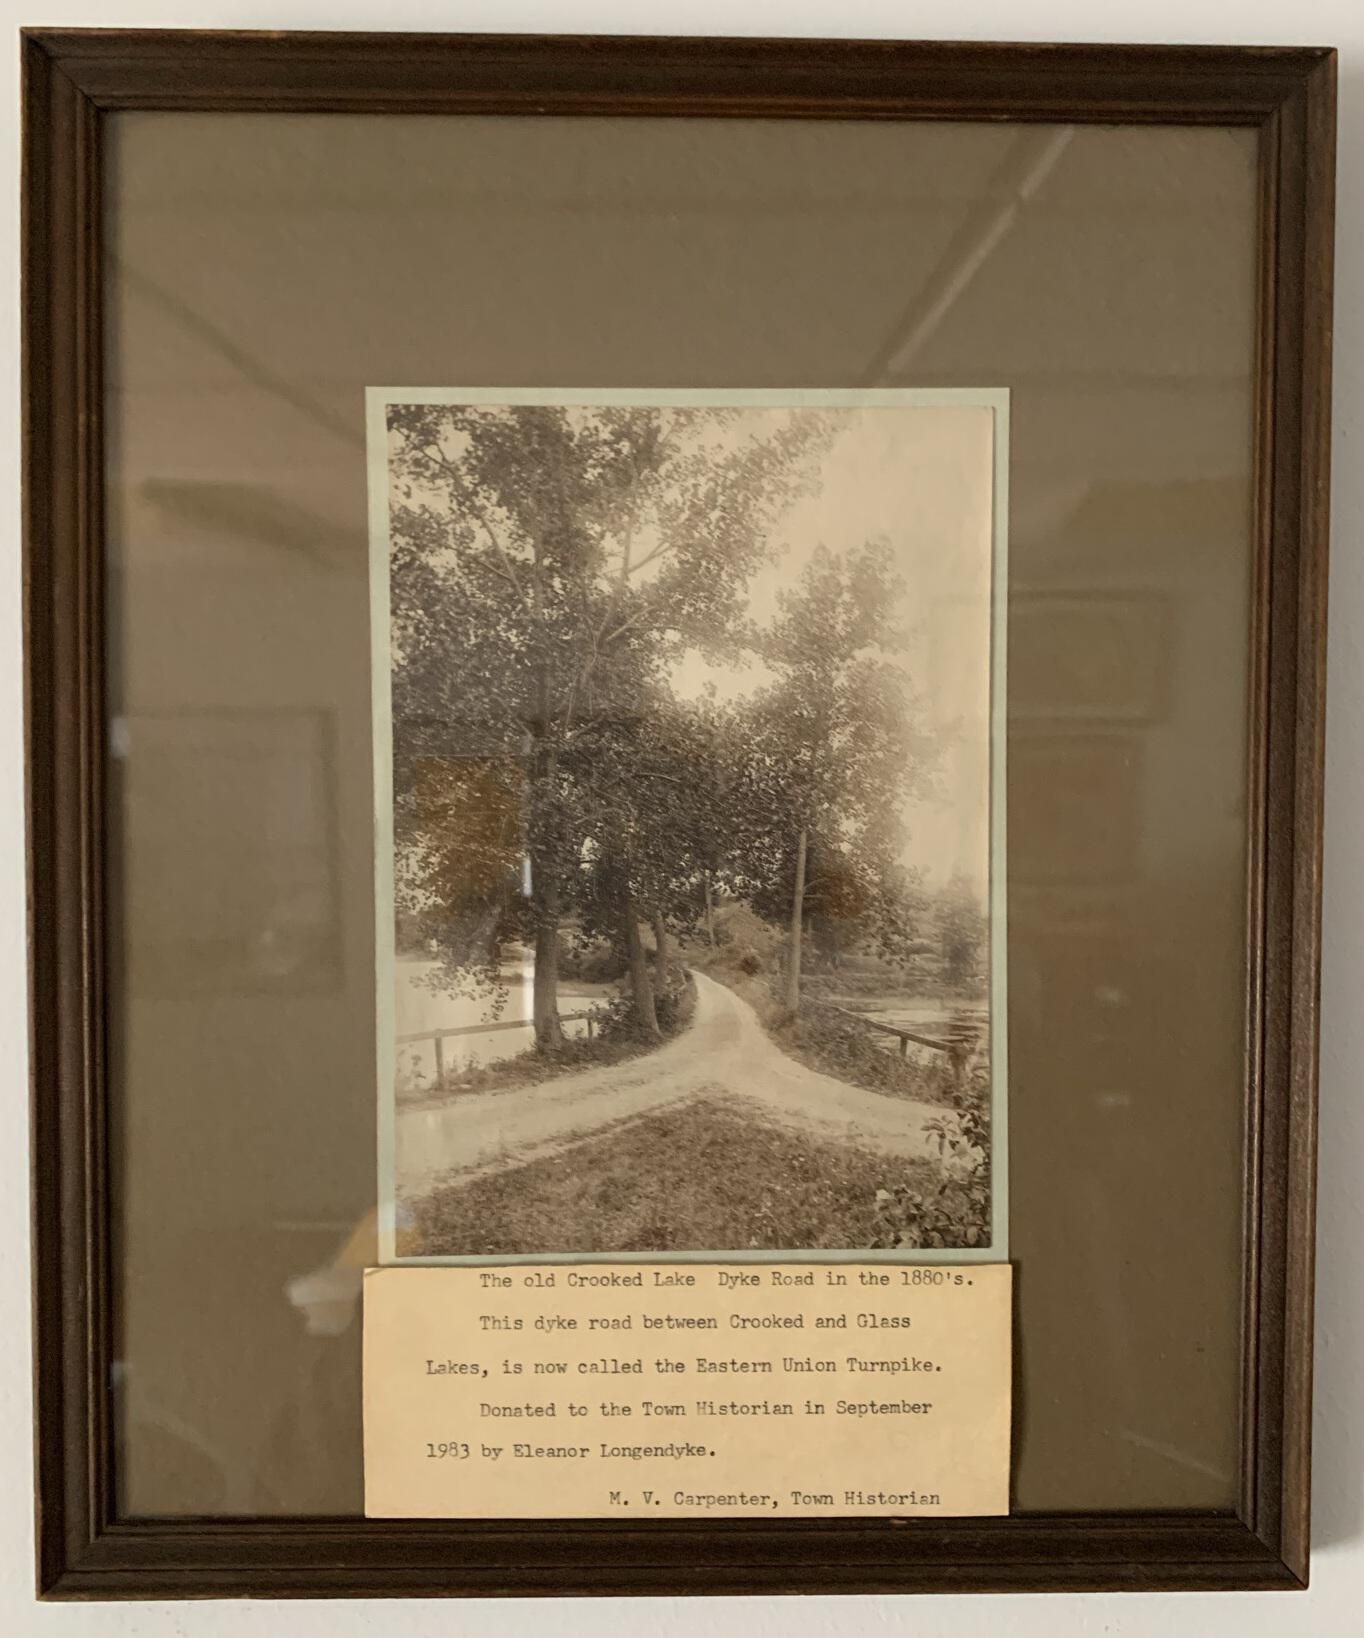 The old Crooked Lake  Dyke Road in the 1880's.
This dyke road between Crooked and Glass
Lakes, is now called the Eastern Union Turnpike.
Donated to the Town Historian in September
1983 by Eleanor Longendyke.
M. V. Carpenter, Town Historian